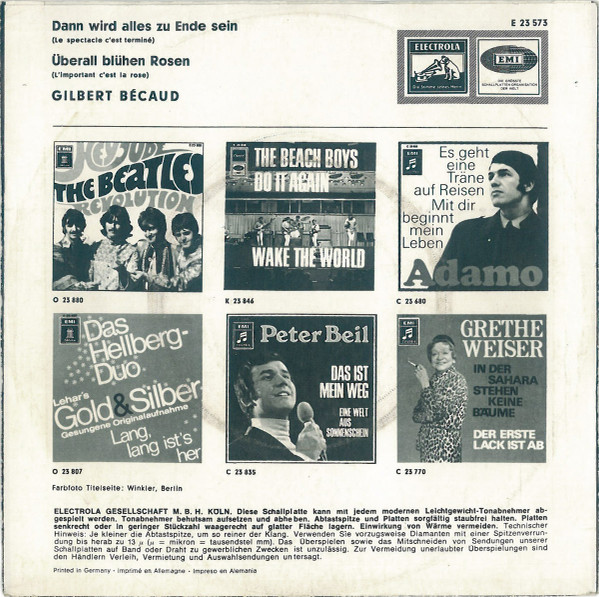 Dann wird alles zu Ende sein
(Le spectacle c'est terminé)
Überall blühen Rosen
(L'important c'est la rose)
GILBERT BÉCAUD
E 23 573
ELECTROLA
EMI
HEY JUDE
THE BEATLES
REVOLUTION
O 23 880
THE BEACH BOYS
DO IT AGAIN
WAKE THE WORLD
K 23 846
Es geht
eine
Träne
auf Reisen
Mit dir
beginnt
mein
Leben
Adamo
C 23 680
EMI
Das
Hellberg-
Duo
Lehar's
Gold & Silber
Gesungene Originalaufnahme
Lang,
lang ist's
her
O 23 807
EMI
Peter Beil
DAS IST
MEIN WEG
EINE WELT
AUS
SONNENSCHEIN
C 23 835
EMI
GRETHE
WEISER
IN DER
SAHARA
STEHEN
KEINE
BÄUME
DER ERSTE
LACK IST AB
C 23 770
Farbfoto Titelseite: Winkler, Berlin
ELECTROLA GESELLSCHAFT M. B. H. KÖLN. Diese Schallplatte kann mit jedem modernen Leichtgewicht-Tonabnehmer ab-
gespielt werden. Tonabnehmer behutsam aufsetzen und abheben. Abtastspitze und Platten sorgfältig staubfrei halten. Platten
senkrecht oder in geringer Stückzahl waagerecht auf glatter Fläche lagern. Einwirkung von Wärme vermeiden. Technischer
Hinweis: Je kleiner die Abtastspitze, um so reiner der Klang. Verwenden Sie vorzugsweise Diamanten mit einer Spitzenverrun-
dung bis herab zu 13 µ (µ = mikron = tausendstel mm). Das Überspielen sowie das Mitschneiden von Sendungen unserer
Schallplatten auf Band oder Draht zu gewerblichen Zwecken ist unzulässig. Zur Vermeidung unerlaubter Überspielungen sind
den Händlern Verleih, Vermietung und Auswahlsendungen untersagt.
Printed in Germany - imprimé en Allemagne - Impreso en Alemania